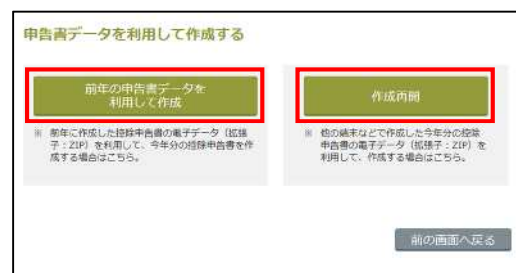 申告書データを利用して作成する
前年の申告書データを
利用して作成
※ 前年に作成した控除申告書の電子データ（拡張
子：ZIP）を利用して、今年分の控除申告書を作
成する場合はこちら。
作成再開
※ 他の端末などで作成した今年分の控除
申告書の電子データ（拡張子：ZIP）を
利用して、作成する場合はこちら。
前の画面へ戻る